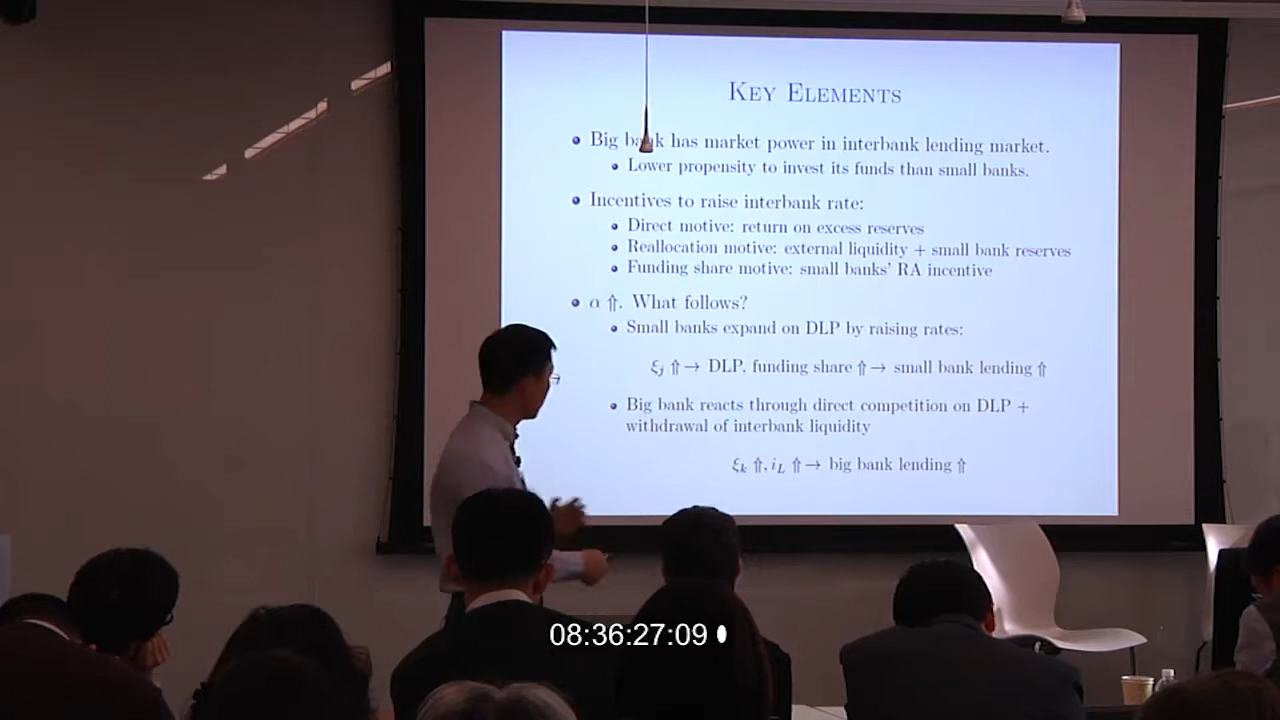 KEY ELEMENTS
• Big bank has market power in interbank lending market.
• Lower propensity to invest its funds than small banks.
• Incentives to raise interbank rate:
• Direct motive: return on excess reserves
• Reallocation motive: external liquidity + small bank reserves
• Funding share motive: small banks' RA incentive
• α ⇑. What follows?
• Small banks expand on DLP by raising rates:
ξj ⇑→ DLP, funding share ⇑→ small bank lending ⇑
• Big bank reacts through direct competition on DLP +
withdrawal of interbank liquidity
ξk ⇑, iL ⇑→ big bank lending ⇑
08:36:27:09